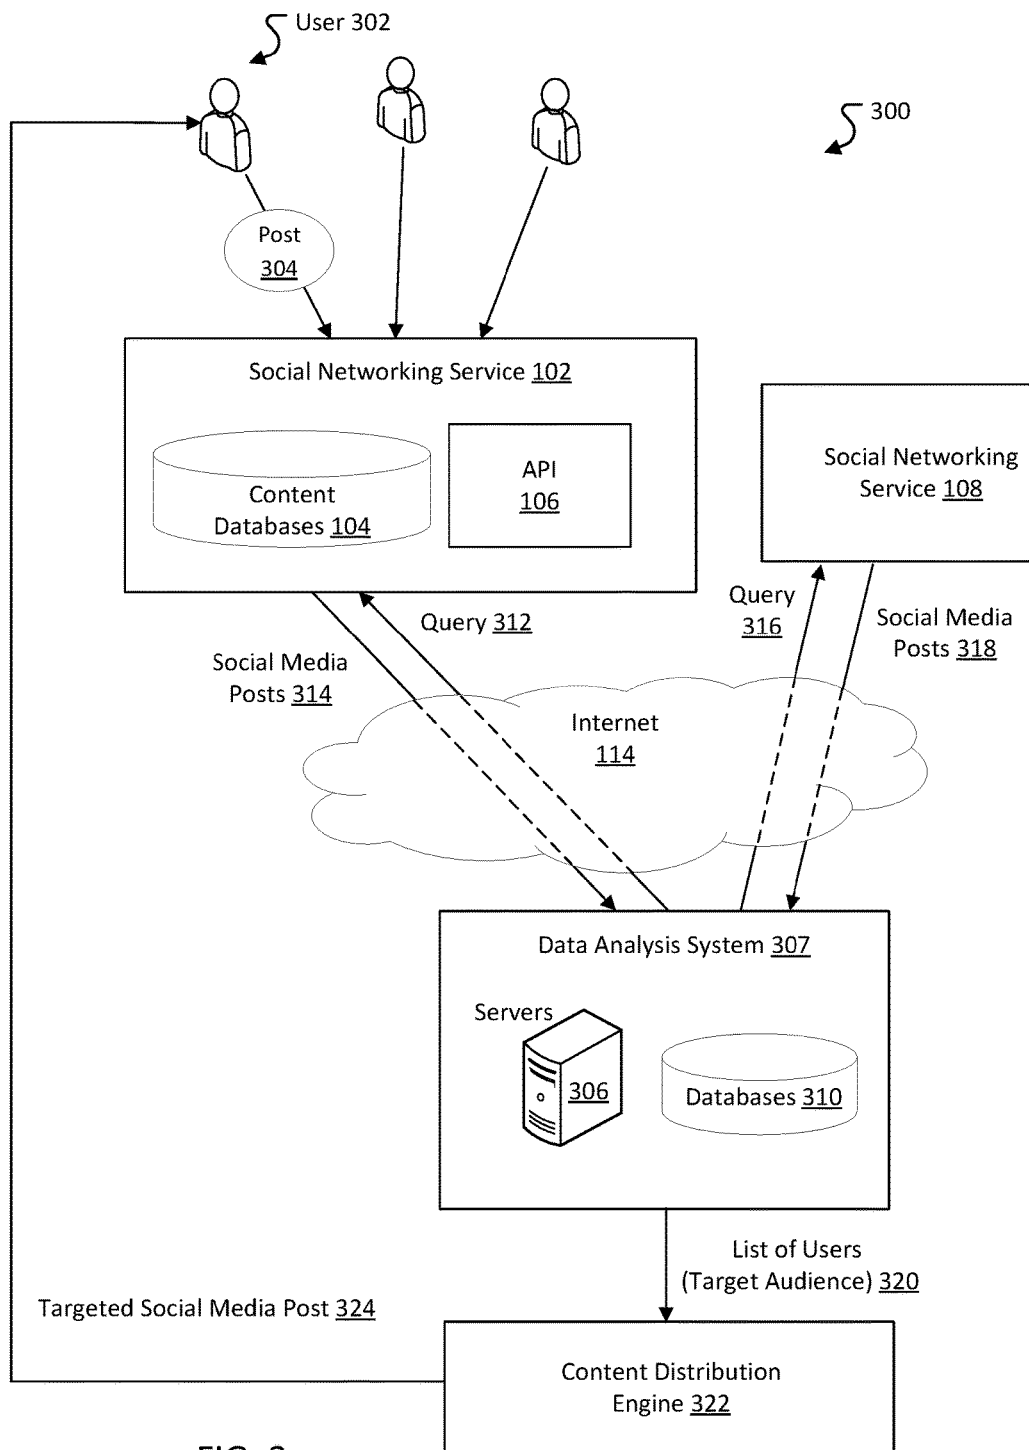 User 302
300
Post
304
Social Networking Service 102
Content
Databases 104
API
106
Social Networking
Service 108
Query 312
Social Media
Posts 314
Query
316
Social Media
Posts 318
Internet
114
Data Analysis System 307
Servers
306
Databases 310
List of Users
(Target Audience) 320
Targeted Social Media Post 324
Content Distribution
Engine 322
FIG.